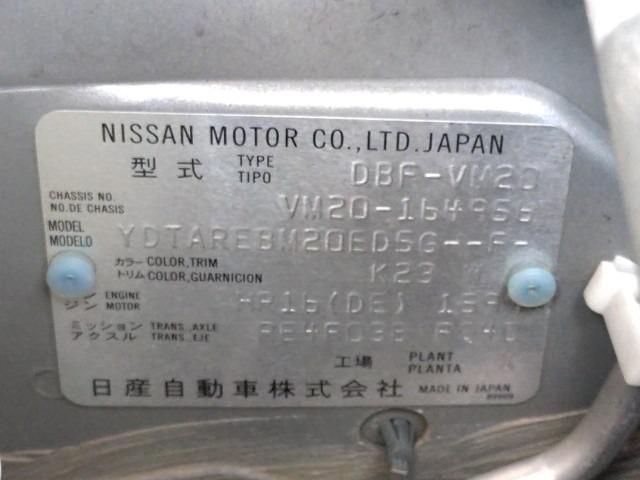 NISSAN MOTOR CO.,LTD. JAPAN
型式 TYPE TIPO DBF-VM20
CHASSIS NO. NO.DE CHASIS VM20-164956
MODEL MODELO YDTAREBM20EDSG--F-
カラー トリム COLOR,TRIM COLOR,GUARNICION K23
ENGINE MOTOR HR16(DE)
ミッション アクスル TRANS.,AXLE TRANS.,EJE RE4F03B
工場 PLANT PLANTA
日産自動車株式会社 MADE IN JAPAN